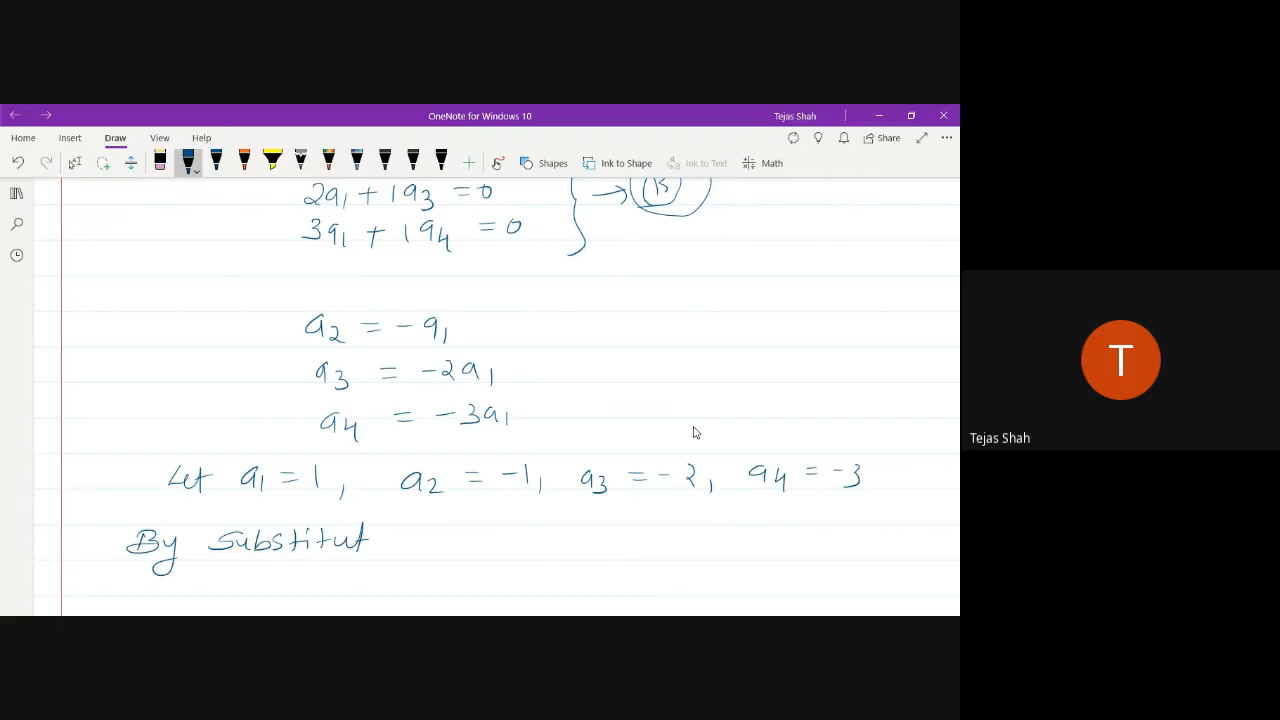 OneNote for Windows 10
Tejas Shah
Home Insert Draw View Help
Share
Shapes Ink to Shape Ink to Text Math
2a1 + 1a3 = 0
3a1 + 1a4 = 0
a2 = - a1
a3 = -2a1
a4 = -3a1
Let a1 = 1, a2 = -1, a3 = -2, a4 = -3
By Substitut
T
Tejas Shah